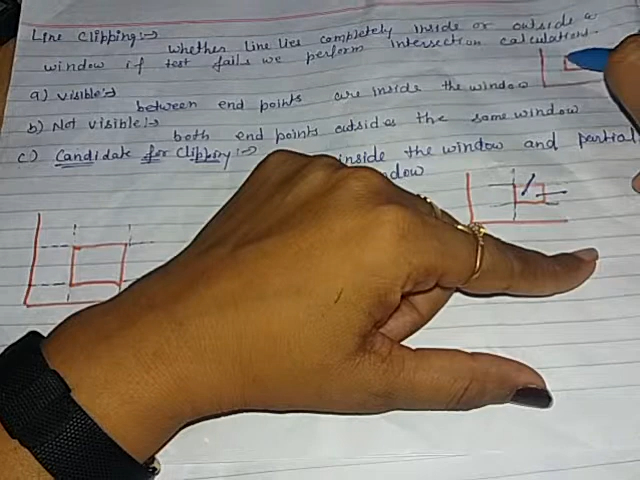 Line Clipping:→
whether line lies completely inside or outside a
window if test fails we perform intersection calculation.
a) visible:→
between end points are inside the window
b) Not visible:→
both end points outsides the same window
c) Candidate for Clipping:→ inside the window and partial